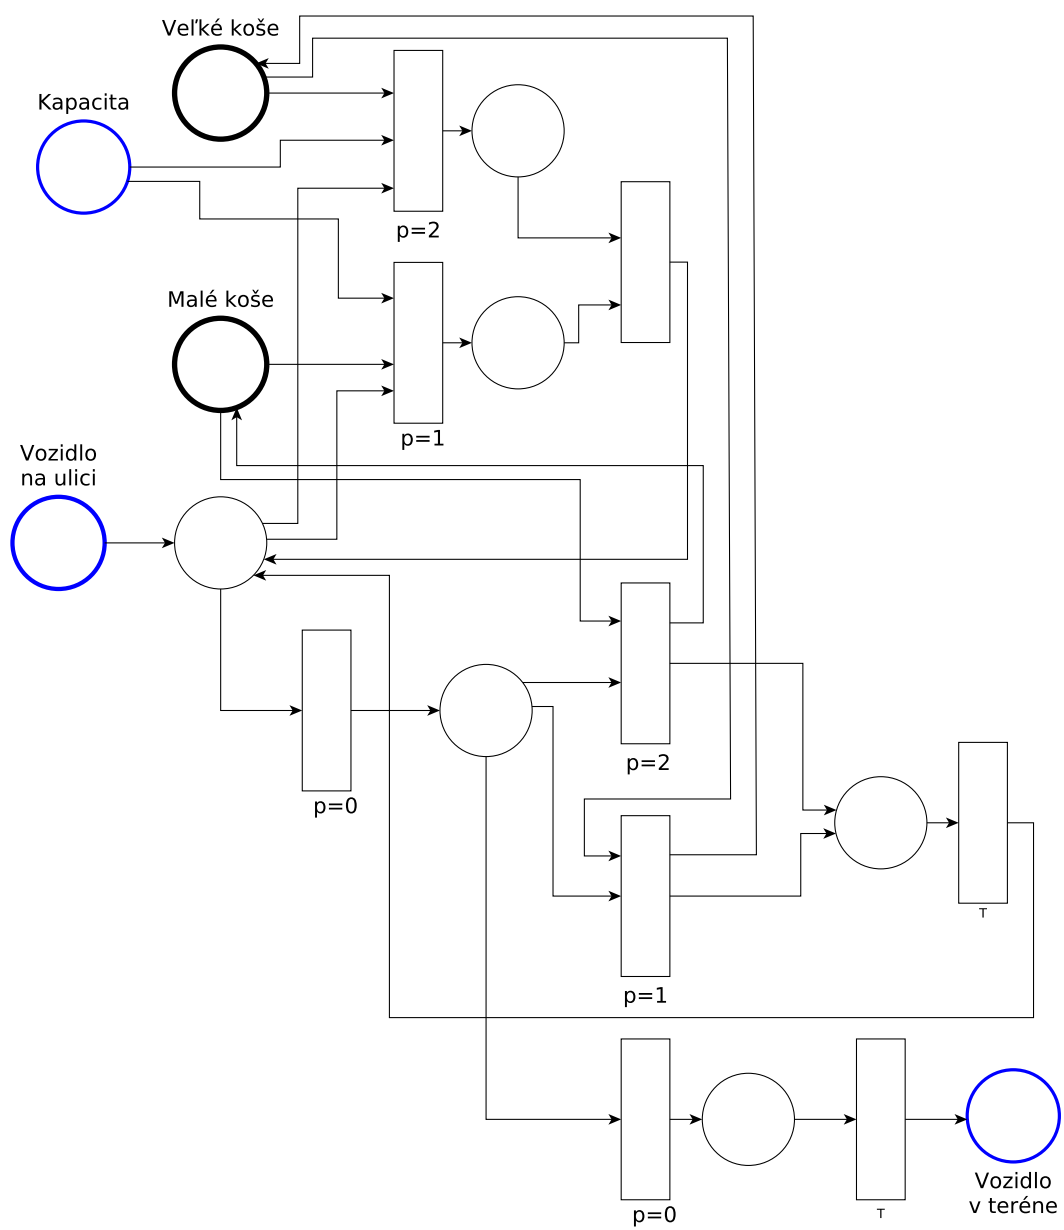 Veľké koše
Kapacita
p=2
Malé koše
p=1
Vozidlo
na ulici
p=2
p=0
T
p=1
p=0
T
Vozidlo
v teréne